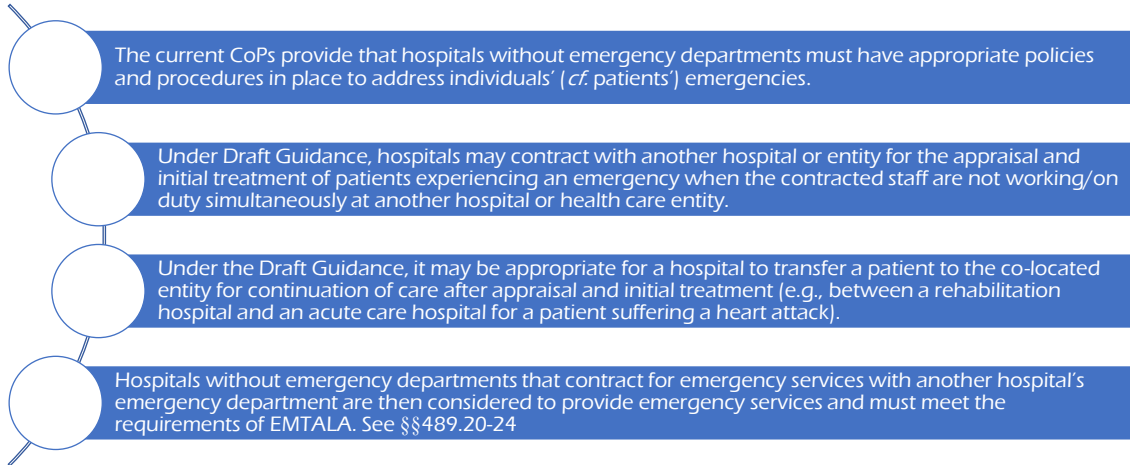 The current CoPs provide that hospitals without emergency departments must have appropriate policies
and procedures in place to address individuals’ (cf. patients’) emergencies.
Under Draft Guidance, hospitals may contract with another hospital or entity for the appraisal and
initial treatment of patients experiencing an emergency when the contracted staff are not working/on
duty simultaneously at another hospital or health care entity.
Under the Draft Guidance, it may be appropriate for a hospital to transfer a patient to the co-located
entity for continuation of care after appraisal and initial treatment (e.g., between a rehabilitation
hospital and an acute care hospital for a patient suffering a heart attack).
Hospitals without emergency departments that contract for emergency services with another hospital’s
emergency department are then considered to provide emergency services and must meet the
requirements of EMTALA. See §§489.20-24